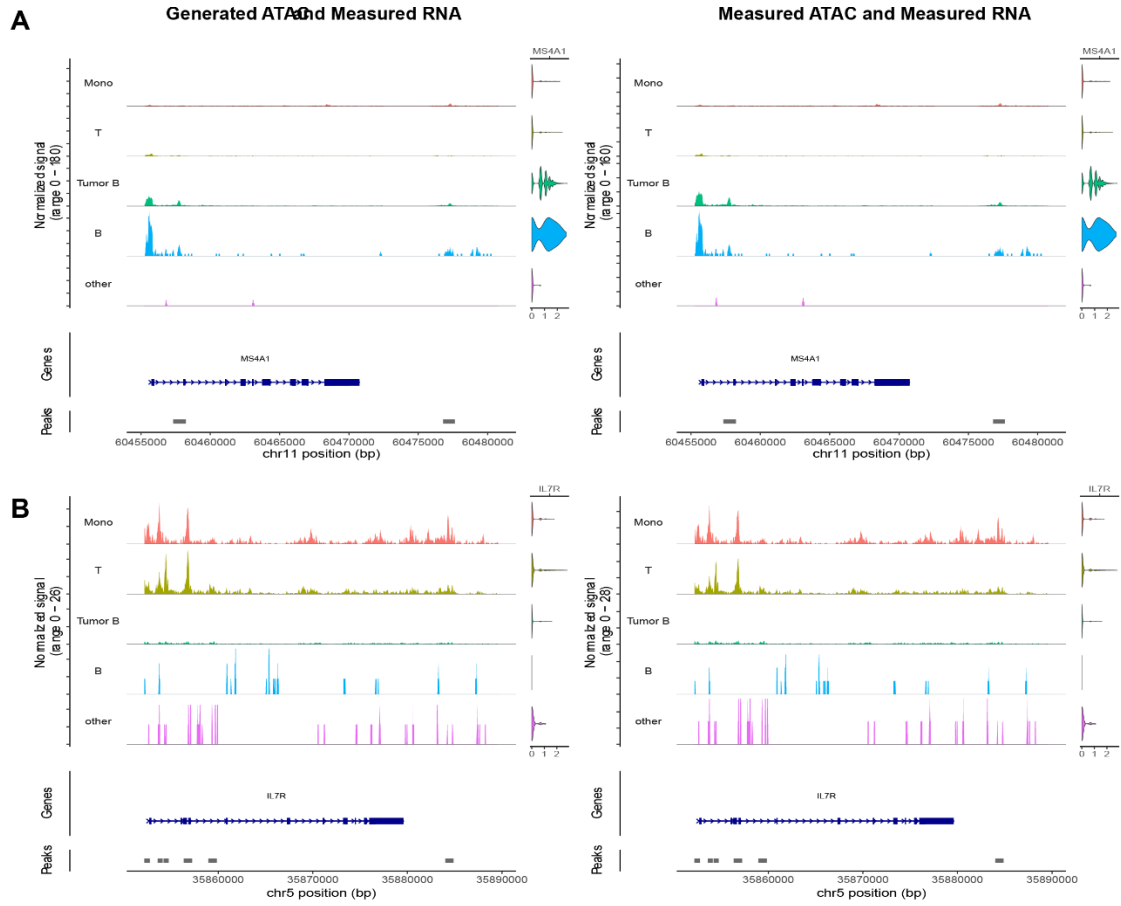 A
Generated ATAC and Measured RNA
Measured ATAC and Measured RNA
MS4A1
Normalized signal
(range 0 – 180)
Mono
T
Tumor B
B
other
0 1 2
Genes
MS4A1
Peaks
60455000 60460000 60465000 60470000 60475000 60480000
chr11 position (bp)
MS4A1
Normalized signal
(range 0 – 160)
Mono
T
Tumor B
B
other
0 1 2
Genes
MS4A1
Peaks
60455000 60460000 60465000 60470000 60475000 60480000
chr11 position (bp)
B
IL7R
Normalized signal
(range 0 – 26)
Mono
T
Tumor B
B
other
0 1 2
Genes
IL7R
Peaks
35860000 35870000 35880000 35890000
chr5 position (bp)
IL7R
Normalized signal
(range 0 – 28)
Mono
T
Tumor B
B
other
0 1 2
Genes
IL7R
Peaks
35860000 35870000 35880000 35890000
chr5 position (bp)